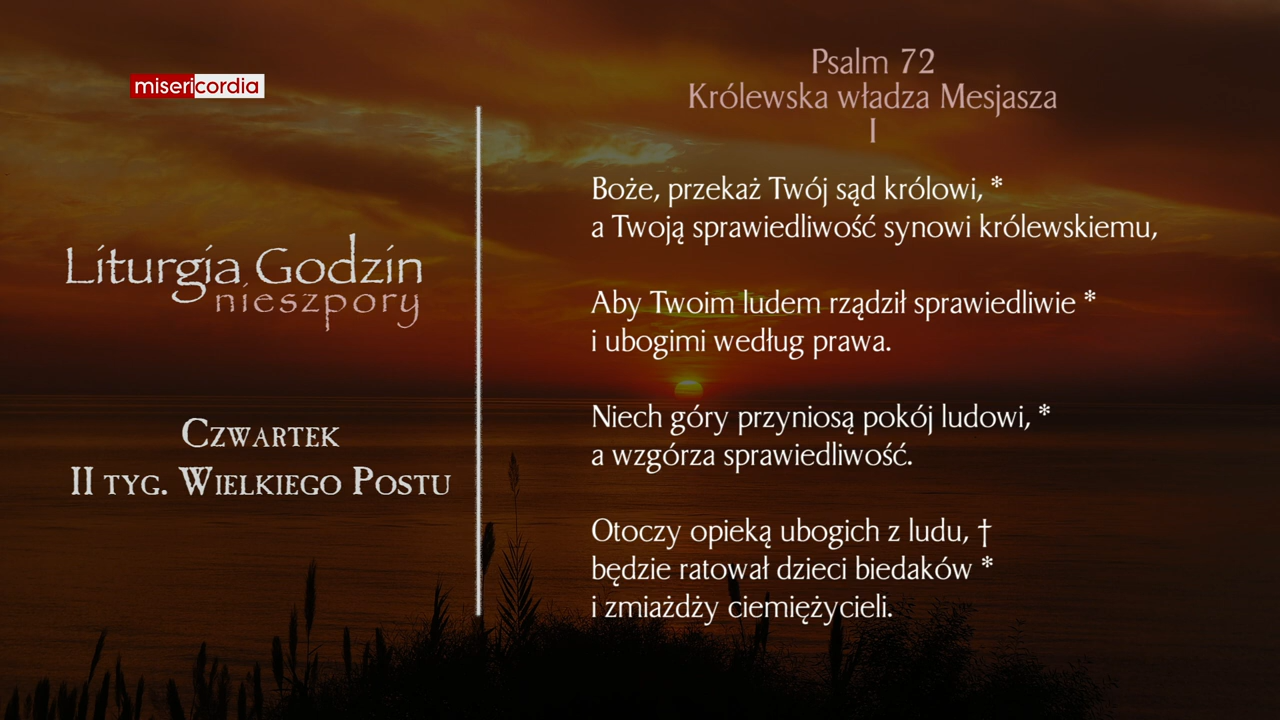 misericordia
Liturgia Godzin
nieszpory
Czwartek
II tyg. Wielkiego Postu
Psalm 72
Królewska władza Mesjasza
I
Boże, przekaż Twój sąd królowi, *
a Twoją sprawiedliwość synowi królewskiemu,
Aby Twoim ludem rządził sprawiedliwie *
i ubogimi według prawa.
Niech góry przyniosą pokój ludowi, *
a wzgórza sprawiedliwość.
Otoczy opieką ubogich z ludu, †
będzie ratował dzieci biedaków *
i zmiażdży ciemiężycieli.